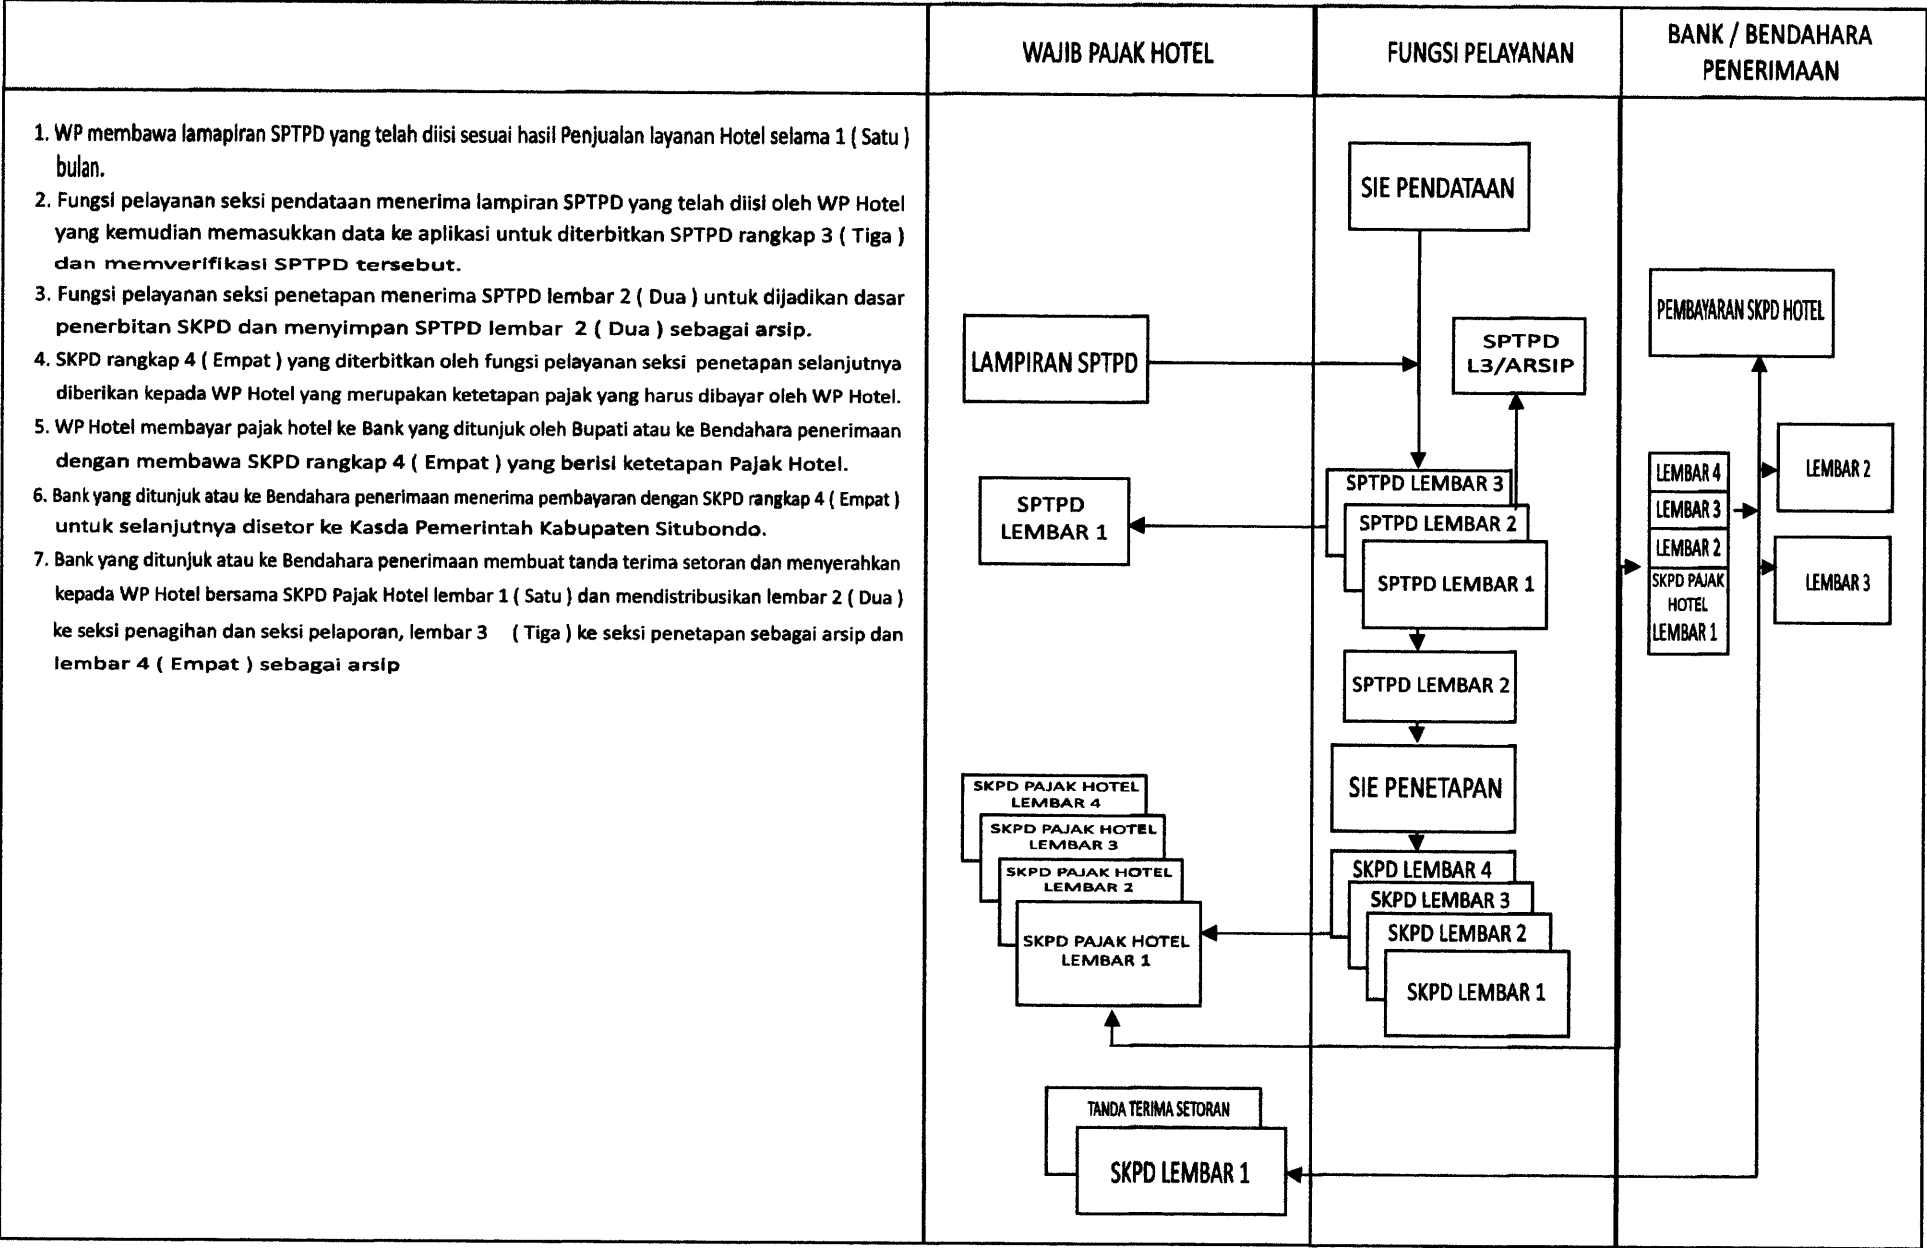 WAJIB PAJAK HOTEL
FUNGSI PELAYANAN
BANK / BENDAHARA
PENERIMAAN
1. WP membawa lamapiran SPTPD yang telah diisi sesuai hasil Penjualan layanan Hotel selama 1 ( Satu )
bulan.
2. Fungsi pelayanan seksi pendataan menerima lampiran SPTPD yang telah diisi oleh WP Hotel
yang kemudian memasukkan data ke aplikasi untuk diterbitkan SPTPD rangkap 3 ( Tiga )
dan memverifikasi SPTPD tersebut.
3. Fungsi pelayanan seksi penetapan menerima SPTPD lembar 2 ( Dua ) untuk dijadikan dasar
penerbitan SKPD dan menyimpan SPTPD lembar 2 ( Dua ) sebagai arsip.
4. SKPD rangkap 4 ( Empat ) yang diterbitkan oleh fungsi pelayanan seksi penetapan selanjutnya
diberikan kepada WP Hotel yang merupakan ketetapan pajak yang harus dibayar oleh WP Hotel.
5. WP Hotel membayar pajak hotel ke Bank yang ditunjuk oleh Bupati atau ke Bendahara penerimaan
dengan membawa SKPD rangkap 4 ( Empat ) yang berisi ketetapan Pajak Hotel.
6. Bank yang ditunjuk atau ke Bendahara penerimaan menerima pembayaran dengan SKPD rangkap 4 ( Empat )
untuk selanjutnya disetor ke Kasda Pemerintah Kabupaten Situbondo.
7. Bank yang ditunjuk atau ke Bendahara penerimaan membuat tanda terima setoran dan menyerahkan
kepada WP Hotel bersama SKPD Pajak Hotel lembar 1 ( Satu ) dan mendistribusikan lembar 2 ( Dua )
ke seksi penagihan dan seksi pelaporan, lembar 3 ( Tiga ) ke seksi penetapan sebagai arsip dan
lembar 4 ( Empat ) sebagai arsip
LAMPIRAN SPTPD
SPTPD
LEMBAR 1
SKPD PAJAK HOTEL
LEMBAR 4
SKPD PAJAK HOTEL
LEMBAR 3
SKPD PAJAK HOTEL
LEMBAR 2
SKPD PAJAK HOTEL
LEMBAR 1
TANDA TERIMA SETORAN
SKPD LEMBAR 1
SIE PENDATAAN
SPTPD
L3/ARSIP
SPTPD LEMBAR 3
SPTPD LEMBAR 2
SPTPD LEMBAR 1
SPTPD LEMBAR 2
SIE PENETAPAN
SKPD LEMBAR 4
SKPD LEMBAR 3
SKPD LEMBAR 2
SKPD LEMBAR 1
PEMBAYARAN SKPD HOTEL
LEMBAR 4
LEMBAR 3
LEMBAR 2
SKPD PAJAK
HOTEL
LEMBAR 1
LEMBAR 2
LEMBAR 3